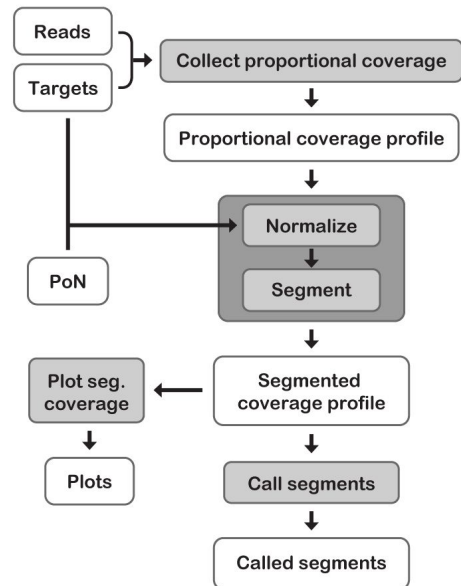 Reads
Collect proportional coverage
Targets
Proportional coverage profile
Normalize
PoN
Segment
Plot seg.
coverage
Segmented
coverage profile
Plots
Call segments
Called segments